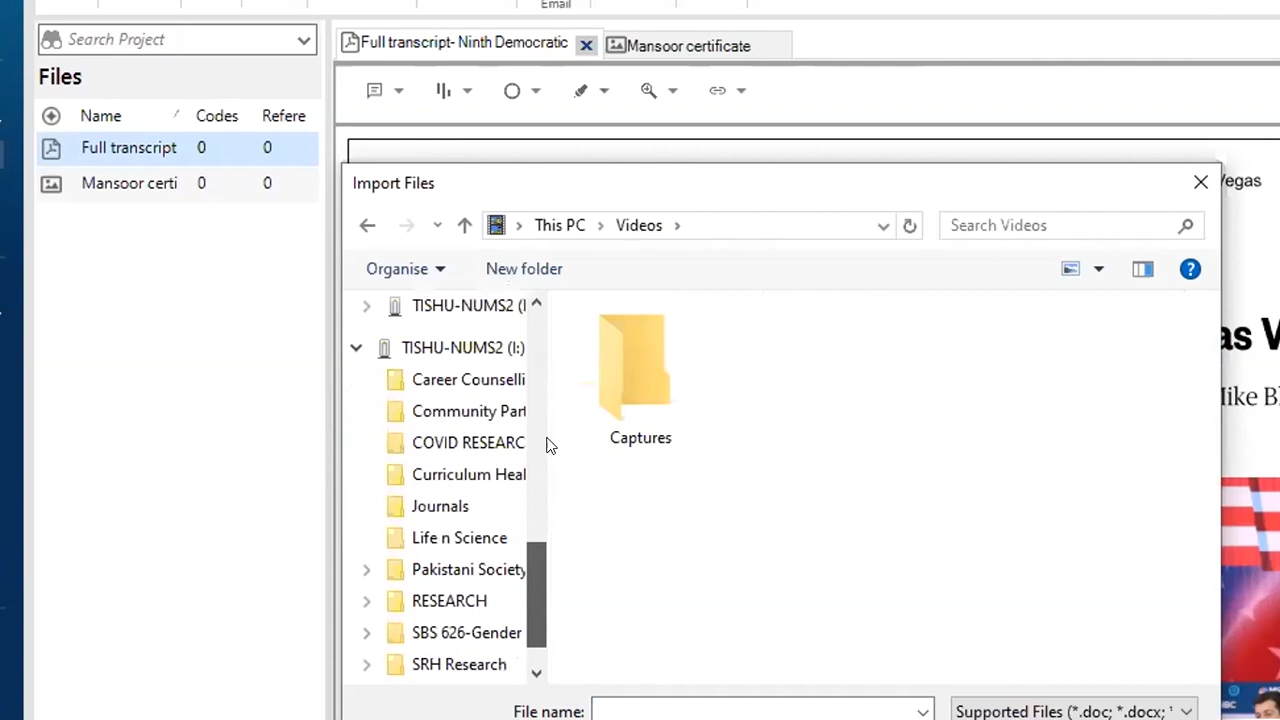 Email
Search Project
Full transcript- Ninth Democratic
Mansoor certificate
Files
Name Codes Refere
Full transcript 0 0
Mansoor certi 0 0
Import Files
Vegas
This PC Videos
Search Videos
Organise New folder
TISHU-NUMS2 (I
TISHU-NUMS2 (I:)
Career Counselli
Community Part
COVID RESEARC
Curriculum Heal
Journals
Life n Science
Pakistani Society
RESEARCH
SBS 626-Gender
SRH Research
Captures
as V
Mike Bl
File name:
Supported Files (*.doc; *.docx; *